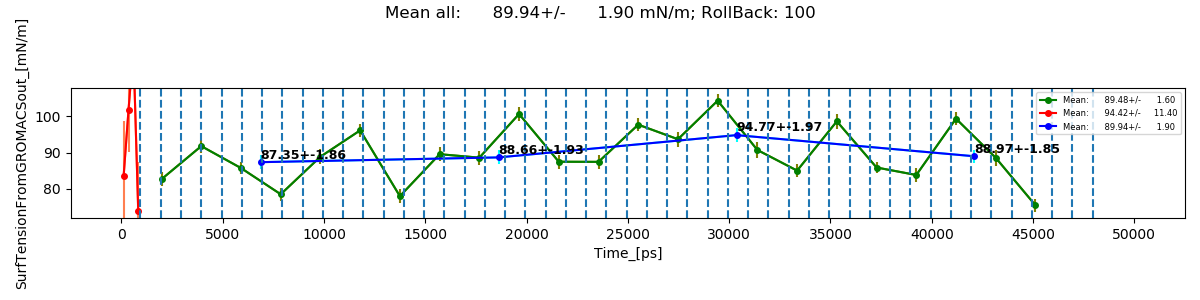 Mean all: 89.94+/- 1.90 mN/m; RollBack: 100
SurfTensionFromGROMACSout_[mN/m]
100
90
80
87.35+-1.86
88.66+-1.93
94.77+-1.97
88.97+-1.85
Mean: 89.48+/- 1.60
Mean: 94.42+/- 11.40
Mean: 89.94+/- 1.90
0 5000 10000 15000 20000 25000 30000 35000 40000 45000 50000
Time_[ps]